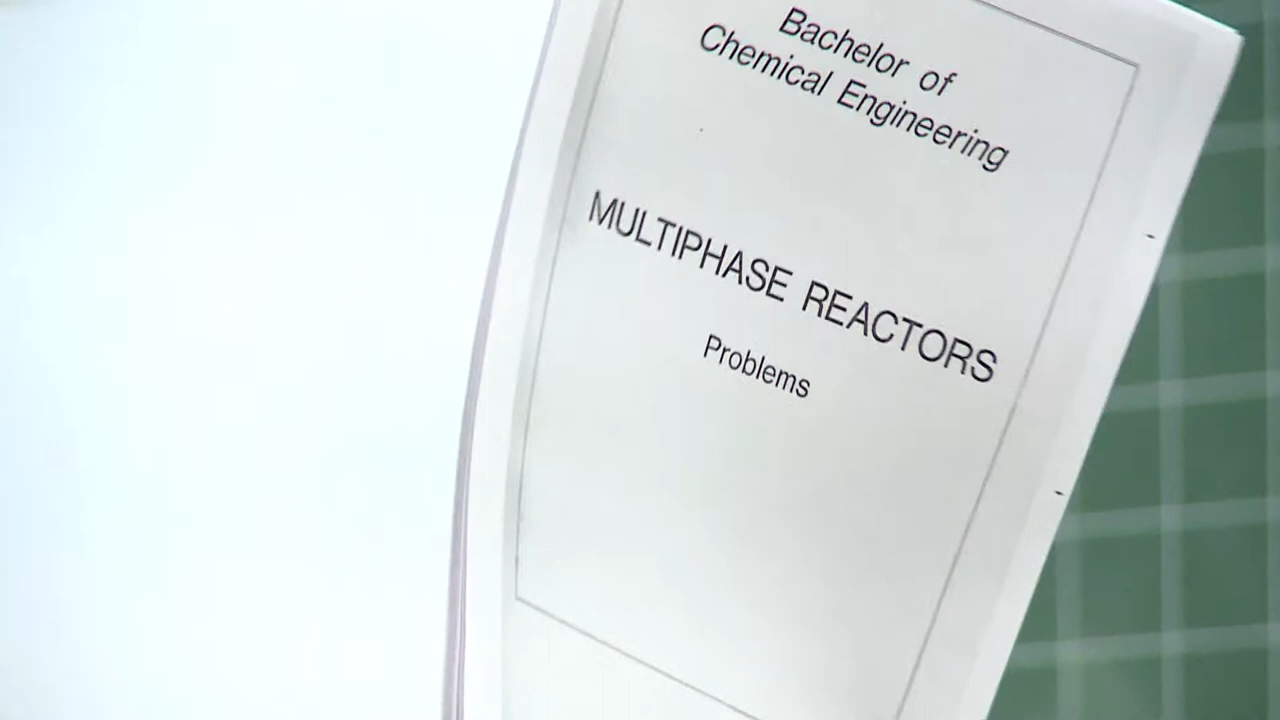 Bachelor of
Chemical Engineering
MULTIPHASE REACTORS
Problems